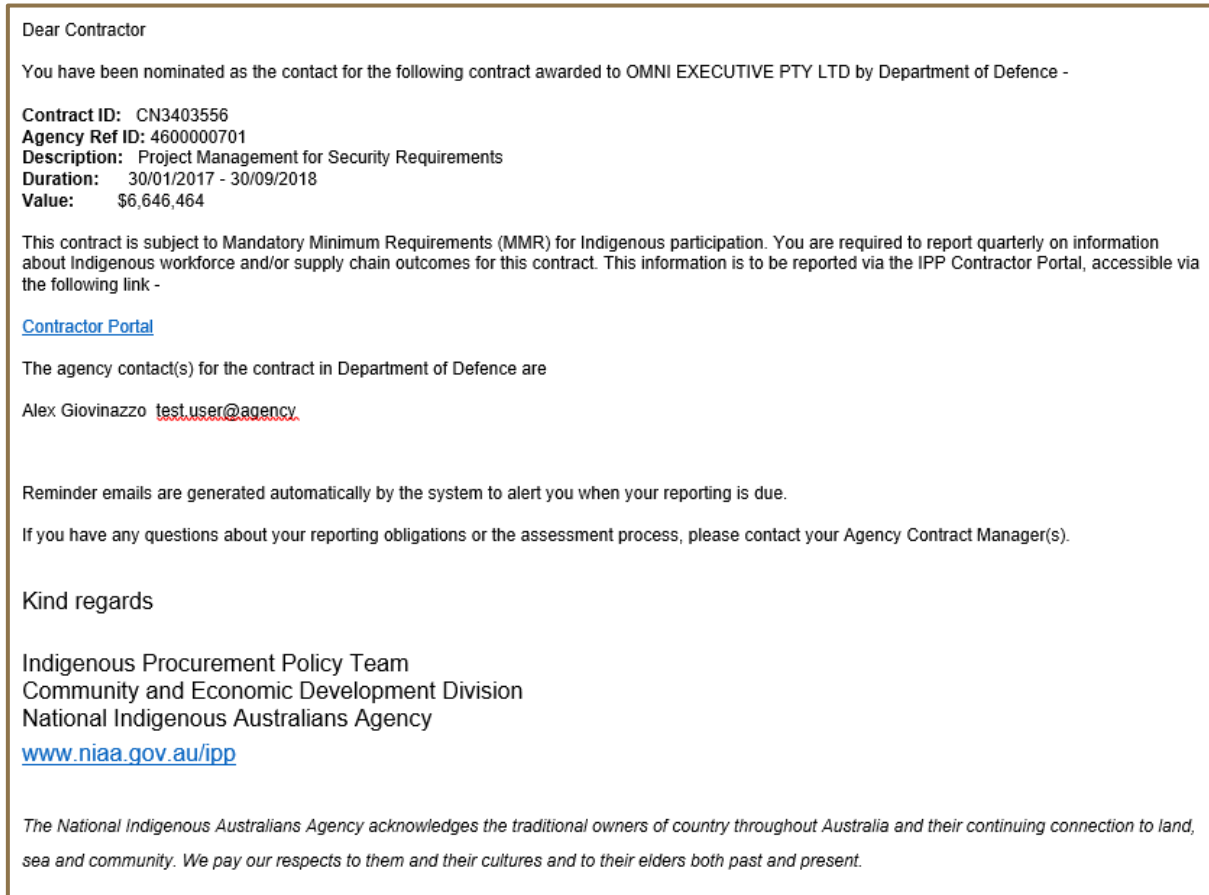 Dear Contractor
You have been nominated as the contact for the following contract awarded to OMNI EXECUTIVE PTY LTD by Department of Defence -
Contract ID: CN3403556
Agency Ref ID: 4600000701
Description: Project Management for Security Requirements
Duration: 30/01/2017 - 30/09/2018
Value: $6,646,464
This contract is subject to Mandatory Minimum Requirements (MMR) for Indigenous participation. You are required to report quarterly on information
about Indigenous workforce and/or supply chain outcomes for this contract. This information is to be reported via the IPP Contractor Portal, accessible via
the following link -
Contractor Portal
The agency contact(s) for the contract in Department of Defence are
Alex Giovinazzo test.user@agency
Reminder emails are generated automatically by the system to alert you when your reporting is due.
If you have any questions about your reporting obligations or the assessment process, please contact your Agency Contract Manager(s).
Kind regards
Indigenous Procurement Policy Team
Community and Economic Development Division
National Indigenous Australians Agency
www.niaa.gov.au/ipp
The National Indigenous Australians Agency acknowledges the traditional owners of country throughout Australia and their continuing connection to land,
sea and community. We pay our respects to them and their cultures and to their elders both past and present.